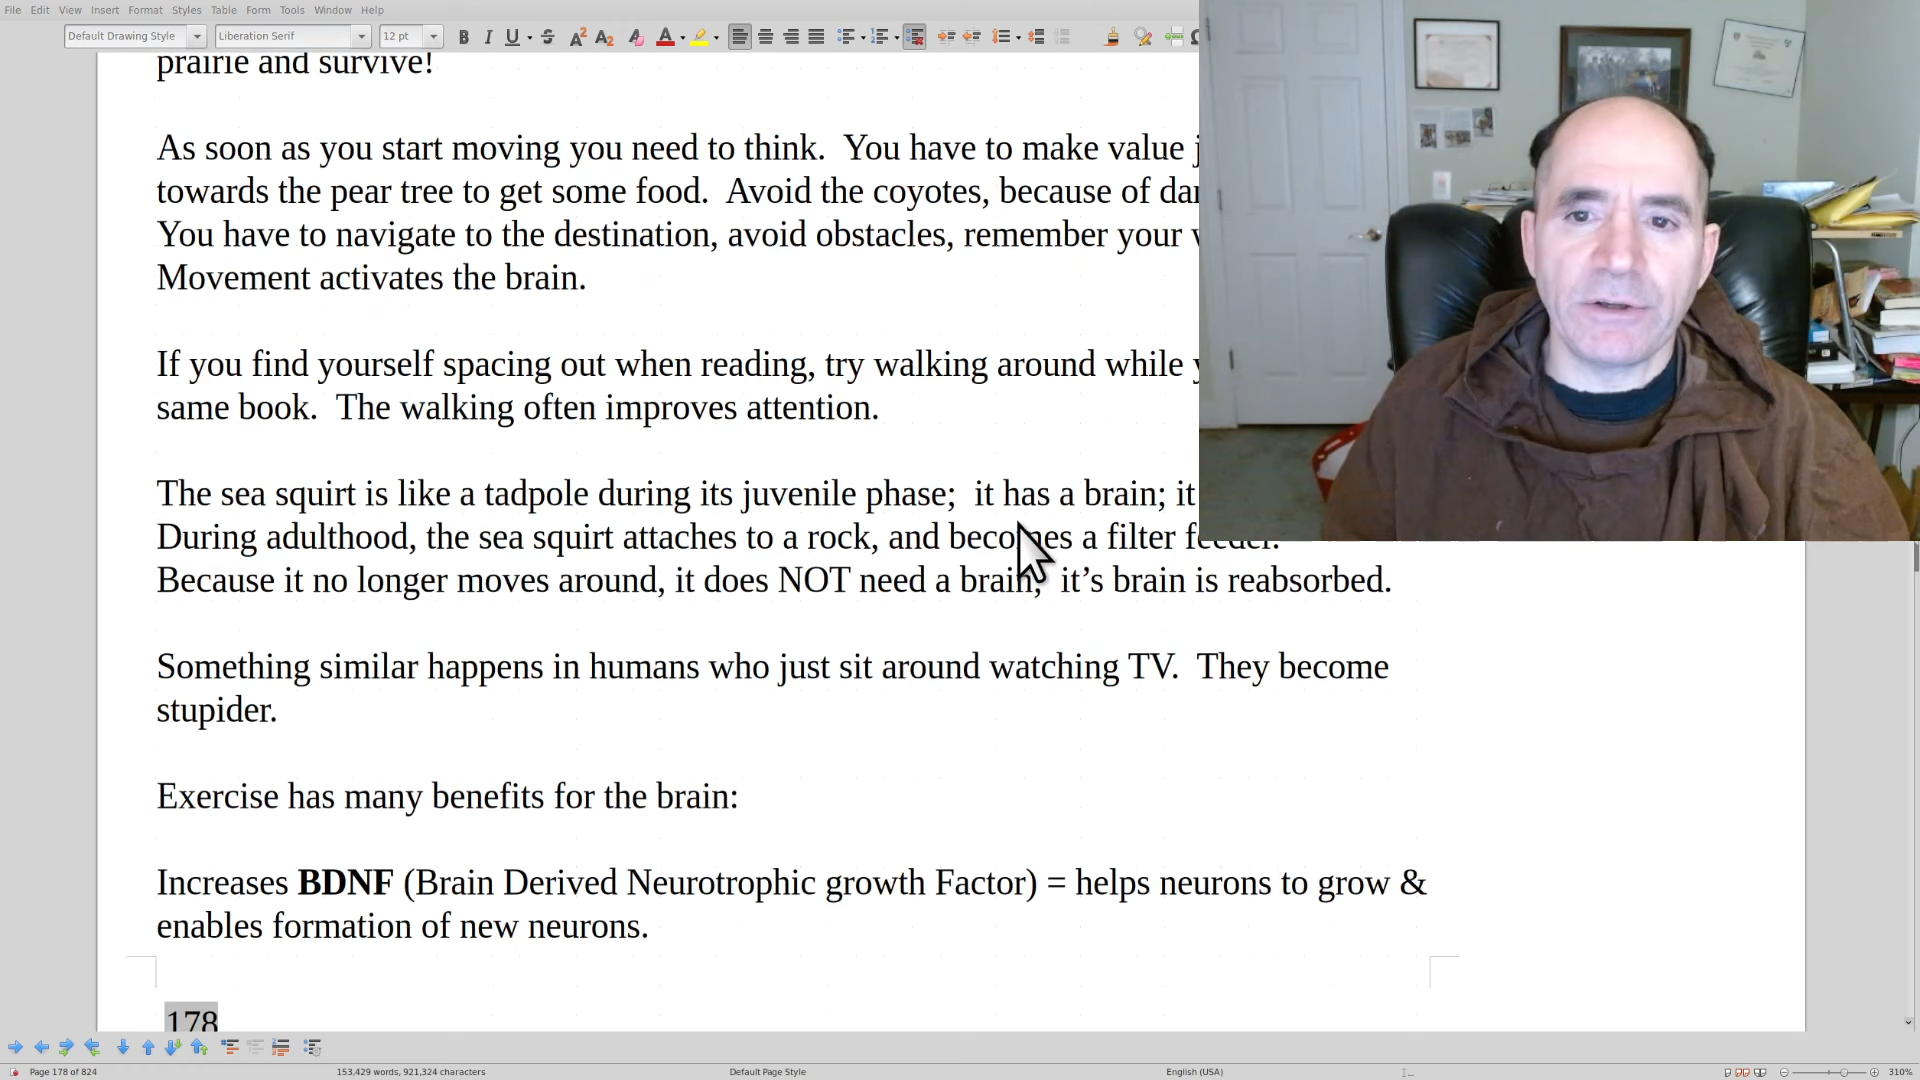 File Edit View Insert Format Styles Table Form Tools Window Help
Default Drawing Style Liberation Serif 12 pt
prairie and survive!
As soon as you start moving you need to think.  You have to make value j
towards the pear tree to get some food.  Avoid the coyotes, because of dan
You have to navigate to the destination, avoid obstacles, remember your w
Movement activates the brain.
If you find yourself spacing out when reading, try walking around while y
same book.  The walking often improves attention.
The sea squirt is like a tadpole during its juvenile phase;  it has a brain; it
During adulthood, the sea squirt attaches to a rock, and becomes a filter feeder.
Because it no longer moves around, it does NOT need a brain;  it’s brain is reabsorbed.
Something similar happens in humans who just sit around watching TV.  They become
stupider.
Exercise has many benefits for the brain:
Increases BDNF (Brain Derived Neurotrophic growth Factor) = helps neurons to grow &
enables formation of new neurons.
178
Page 178 of 824 153,429 words, 921,324 characters Default Page Style English (USA) 310%